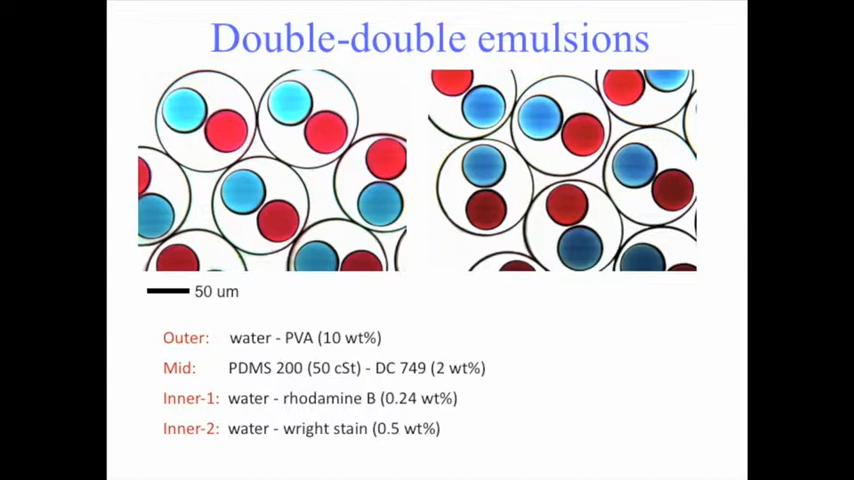 Double-double emulsions
50 um
Outer: water - PVA (10 wt%)
Mid: PDMS 200 (50 cSt) - DC 749 (2 wt%)
Inner-1: water - rhodamine B (0.24 wt%)
Inner-2: water - wright stain (0.5 wt%)